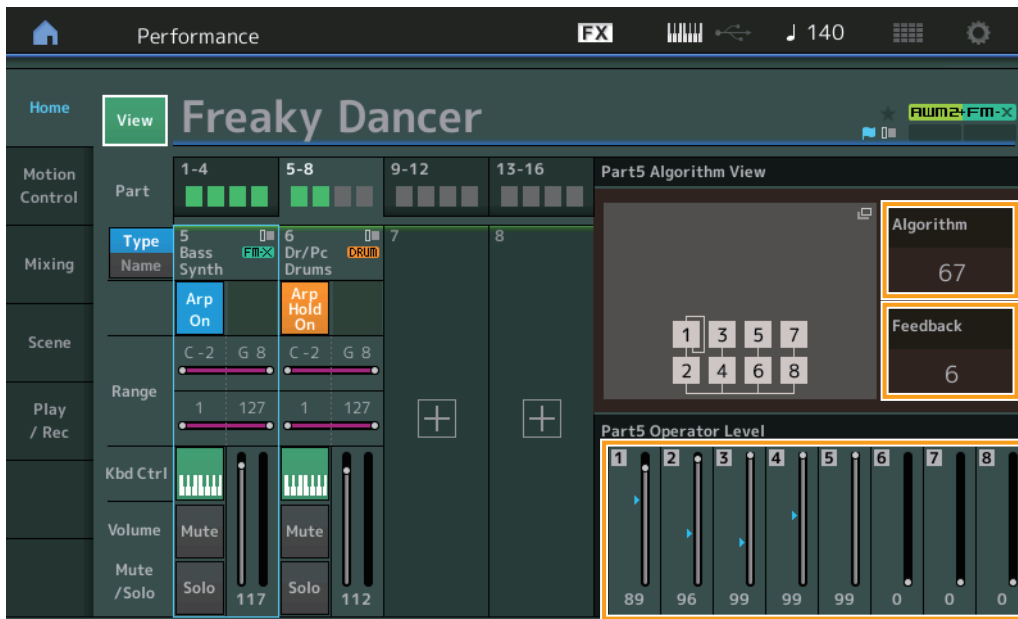 Performance
FX
140
Home
View
Freaky Dancer
AWM2+FM-X
Motion
Control
Part
1-4
5-8
9-12
13-16
Part5 Algorithm View
Type
Name
5
Bass
Synth
FM-X
6
Dr/Pc
Drums
DRUM
7
8
Algorithm
67
Mixing
Arp
On
Arp
Hold
On
Scene
C -2 G 8
C -2 G 8
1 3 5 7
2 4 6 8
Feedback
6
Range
1 127
1 127
Play
/ Rec
Part5 Operator Level
1 2 3 4 5 6 7 8
Kbd Ctrl
Volume
Mute
Mute
Mute
/Solo
Solo
117
Solo
112
89 96 99 99 99 0 0 0